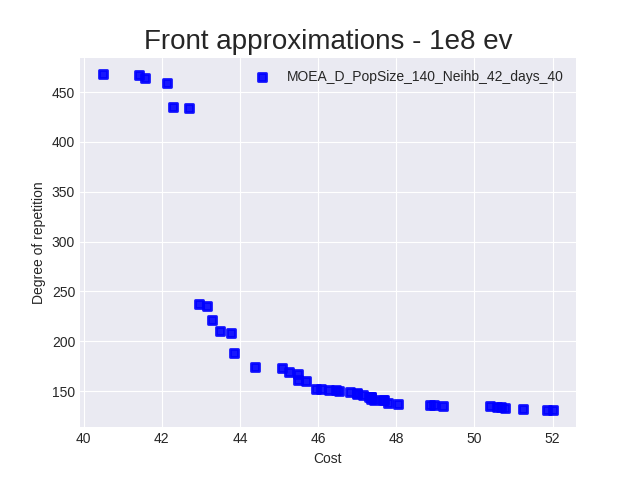 Front approximations - 1e8 ev
MOEA_D_PopSize_140_Neihb_42_days_40
450
400
350
300
250
200
150
Degree of repetition
40 42 44 46 48 50 52
Cost